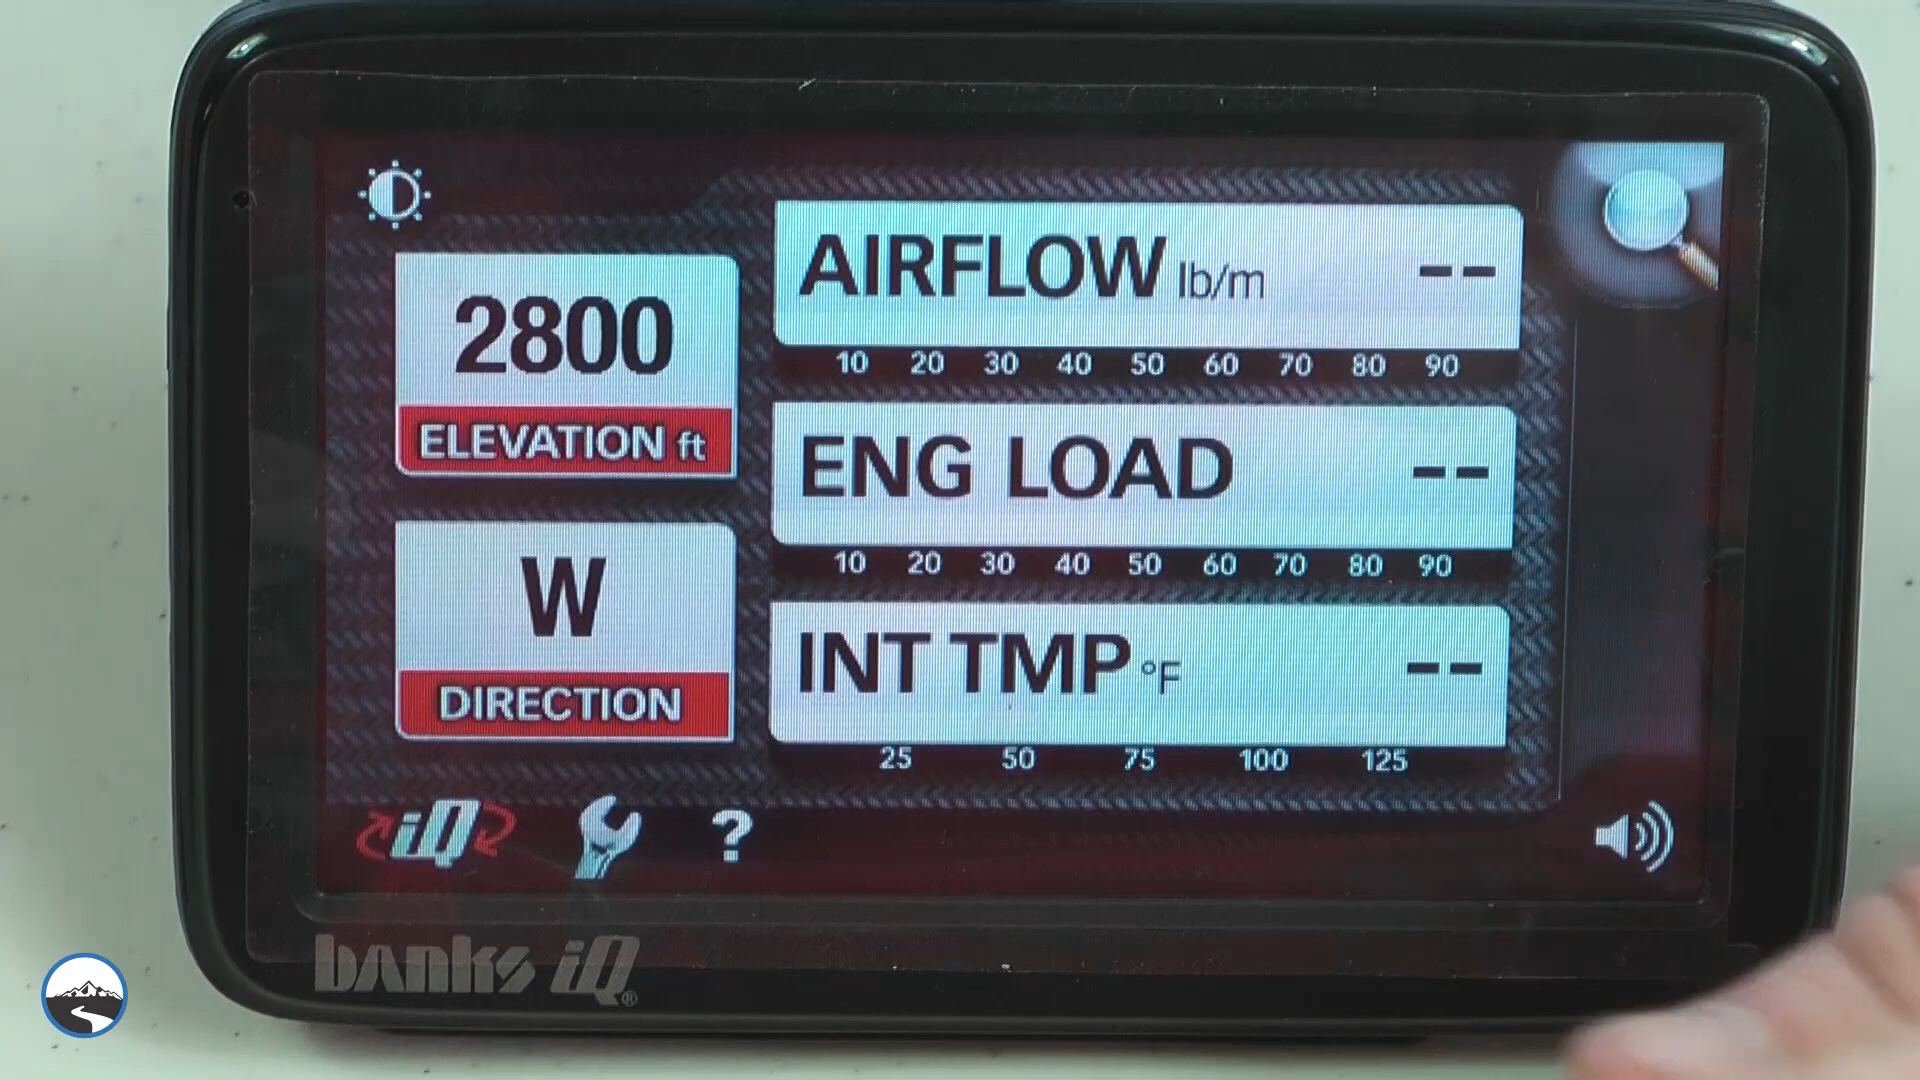 2800
ELEVATION ft
W
DIRECTION
AIRFLOW lb/m --
10 20 30 40 50 60 70 80 90
ENG LOAD --
10 20 30 40 50 60 70 80 90
INT TMP °F --
25 50 75 100 125
iQ ?
banks iQ®